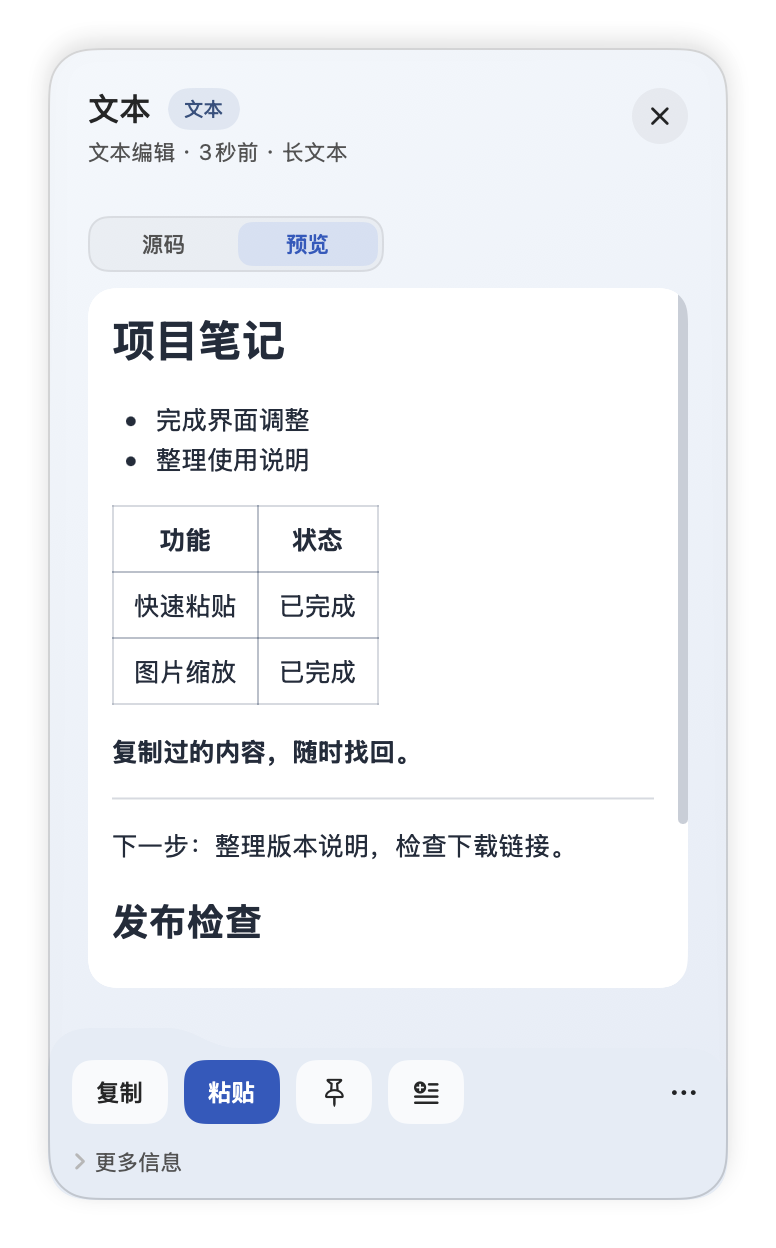 文本 文本
文本编辑 · 3秒前 · 长文本
源码 预览
项目笔记
• 完成界面调整
• 整理使用说明
功能 状态
快速粘贴 已完成
图片缩放 已完成
复制过的内容，随时找回。
下一步：整理版本说明，检查下载链接。
发布检查
复制 粘贴
更多信息